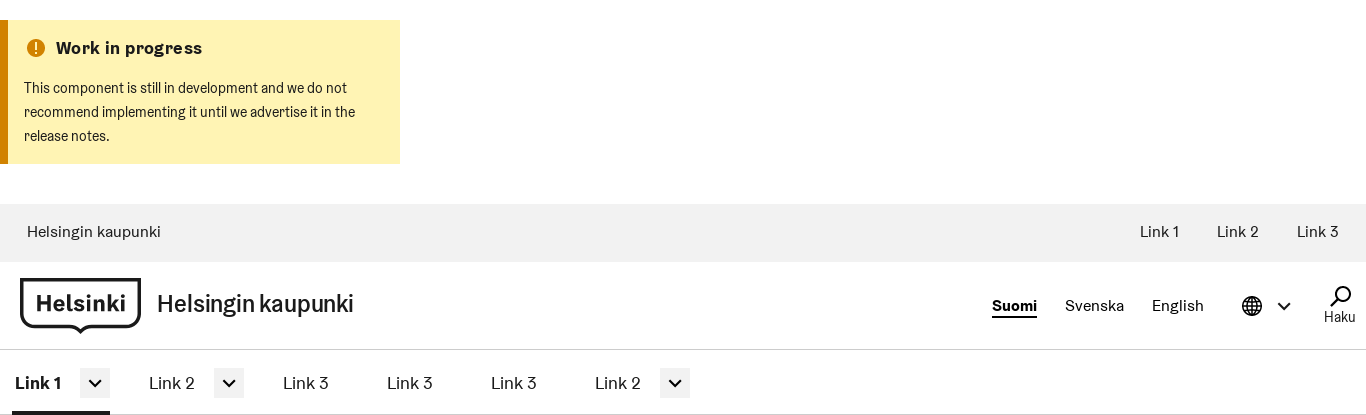 Work in progress
This component is still in development and we do not
recommend implementing it until we advertise it in the
release notes.
Helsingin kaupunki Link 1 Link 2 Link 3
Helsinki Helsingin kaupunki Suomi Svenska English Haku
Link 1 Link 2 Link 3 Link 3 Link 3 Link 2